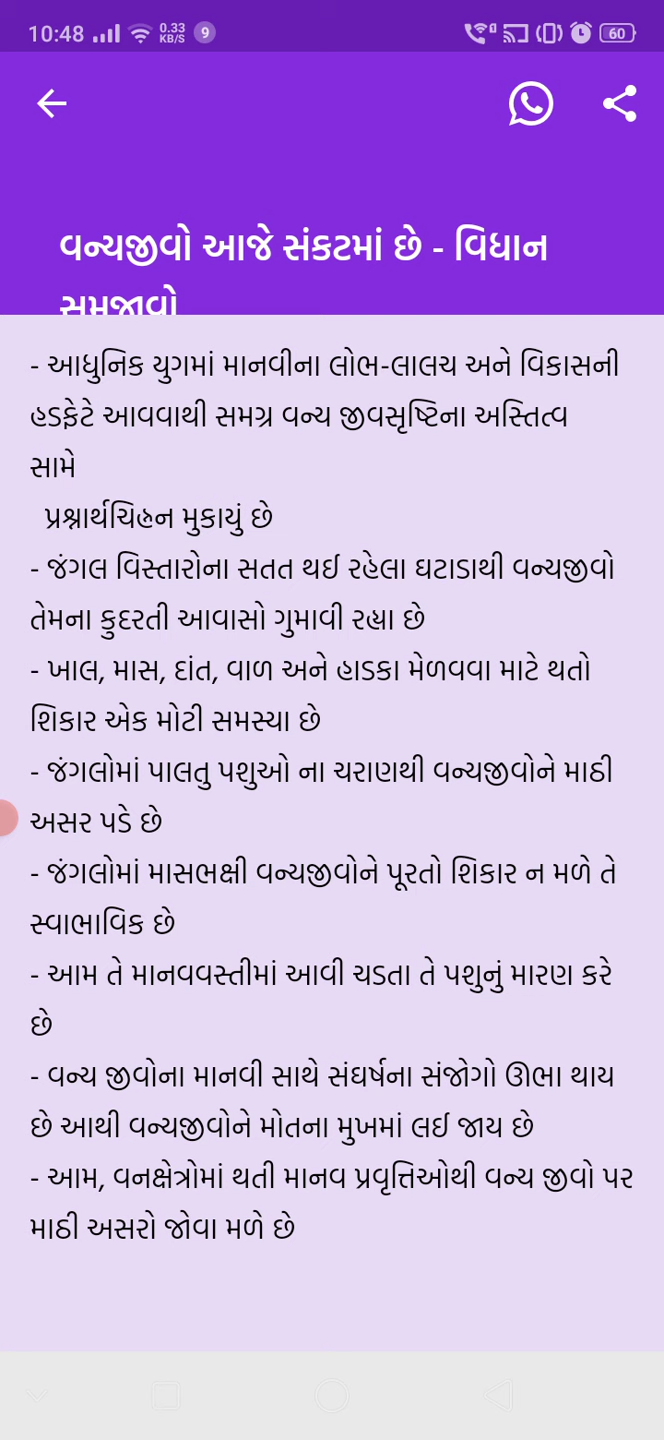 10:48 0.33 KB/S 9 60
વન્યજીવો આજે સંકટમાં છે - વિધાન
સમજાવો
- આધુનિક યુગમાં માનવીના લોભ-લાલચ અને વિકાસની
હડફેટે આવવાથી સમગ્ર વન્ય જીવસૃષ્ટિના અસ્તિત્વ
સામે
પ્રશ્નાર્થચિહ્રન મુકાયું છે
- જંગલ વિસ્તારોના સતત થઈ રહેલા ઘટાડાથી વન્યજીવો
તેમના કુદરતી આવાસો ગુમાવી રહ્યા છે
- ખાલ, માસ, દાંત, વાળ અને હાડકા મેળવવા માટે થતો
શિકાર એક મોટી સમસ્યા છે
- જંગલોમાં પાલતુ પશુઓ ના ચરાણથી વન્યજીવોને માઠી
અસર પડે છે
- જંગલોમાં માસભક્ષી વન્યજીવોને પૂરતો શિકાર ન મળે તે
સ્વાભાવિક છે
- આમ તે માનવવસ્તીમાં આવી ચડતા તે પશુનું મારણ કરે
છે
- વન્ય જીવોના માનવી સાથે સંઘર્ષના સંજોગો ઊભા થાય
છે આથી વન્યજીવોને મોતના મુખમાં લઈ જાય છે
- આમ, વનક્ષેત્રોમાં થતી માનવ પ્રવૃત્તિઓથી વન્ય જીવો પર
માઠી અસરો જોવા મળે છે